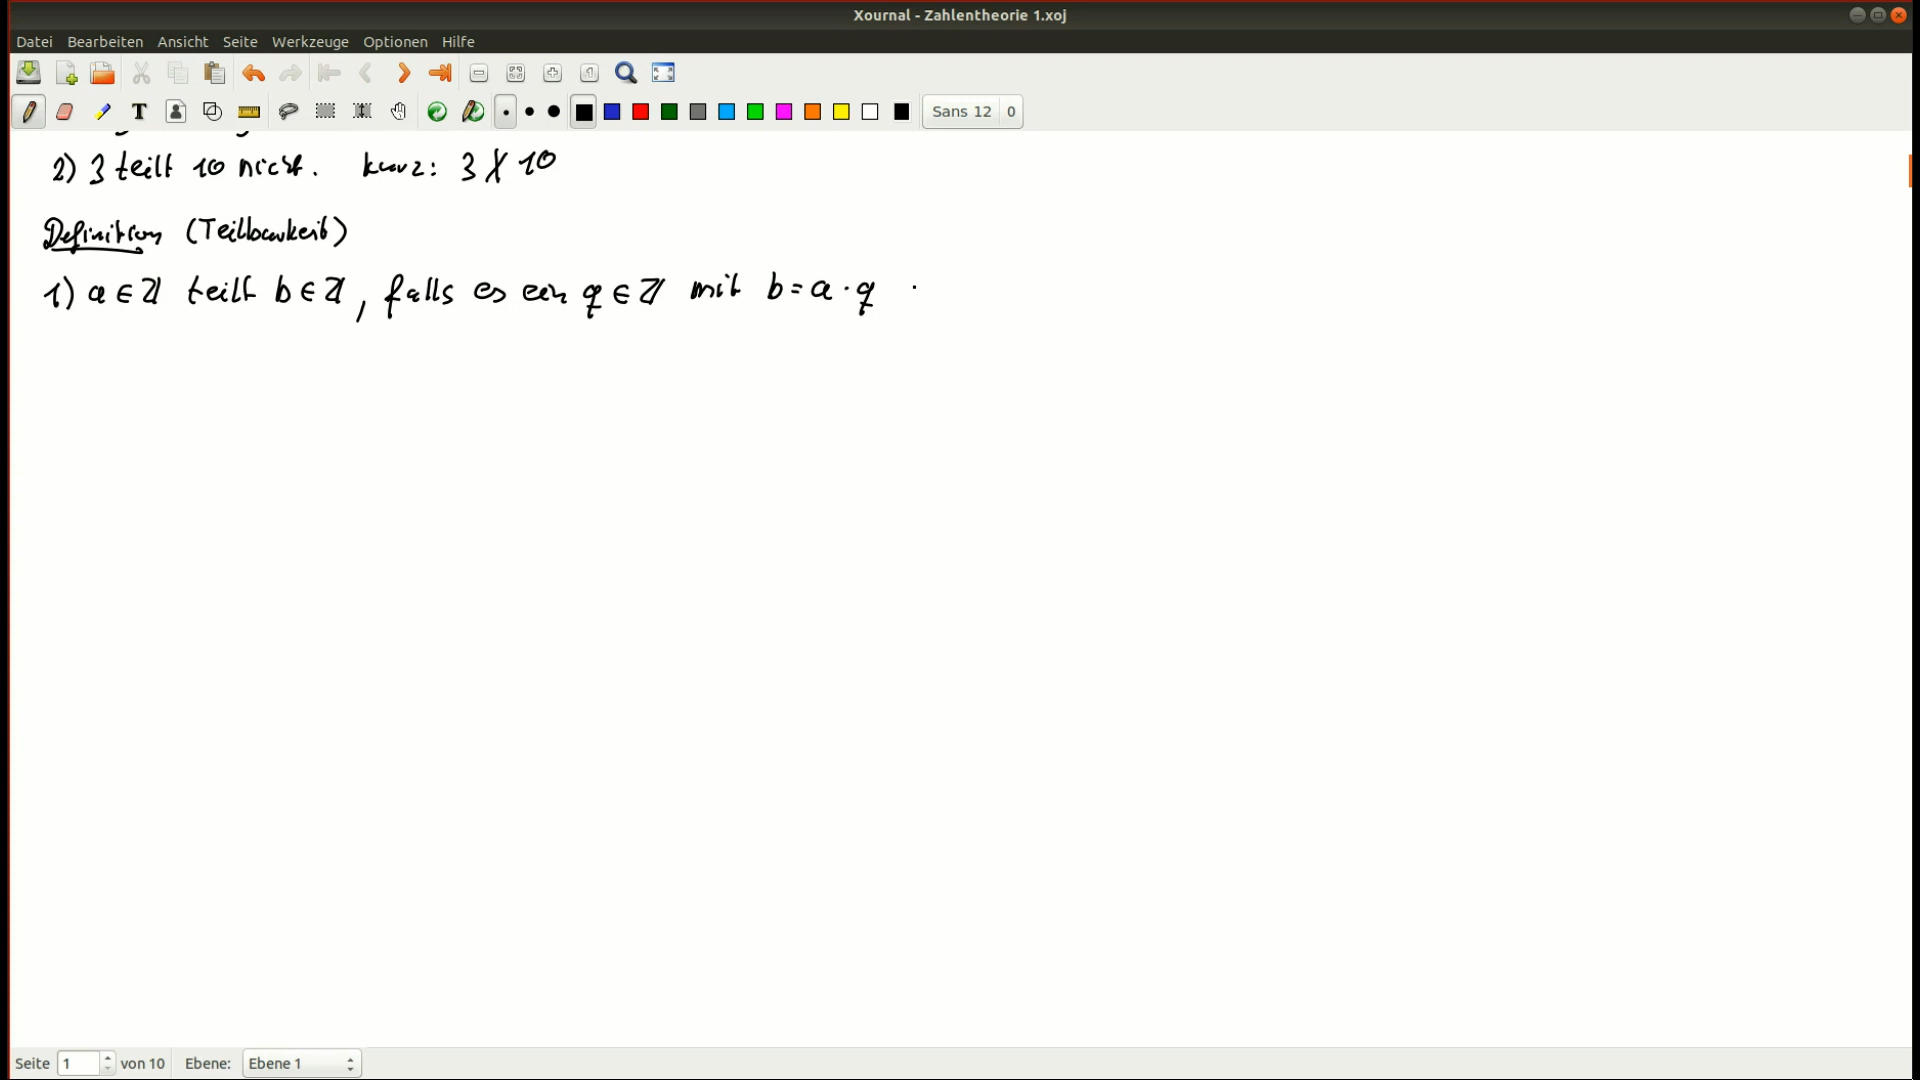 Xournal - Zahlentheorie 1.xoj
Datei Bearbeiten Ansicht Seite Werkzeuge Optionen Hilfe
Sans 12 0
2) 3 teilt 10 nicht. kurz: 3 ∤ 10
Definition (Teilbarkeit)
1) a ∈ ℤ teilt b ∈ ℤ, falls es ein q ∈ ℤ mit b = a · q
Seite 1 von 10 Ebene: Ebene 1